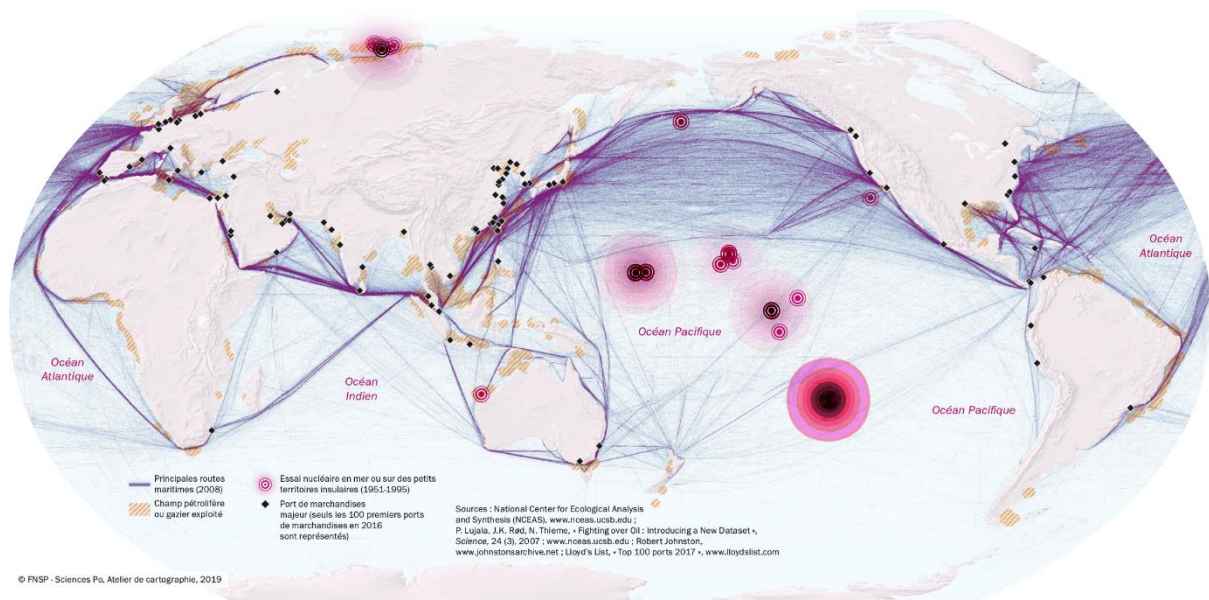 Océan
Atlantique
Océan Pacifique
Océan
Atlantique
Océan
Indien
Océan Pacifique
Principales routes
maritimes (2008)
Champ pétrolifère
ou gazier exploité
Essai nucléaire en mer ou sur des petits
territoires insulaires (1951-1995)
Port de marchandises
majeur (seuls les 100 premiers ports
de marchandises en 2016
sont représentés)
Sources : National Center for Ecological Analysis
and Synthesis (NCEAS), www.nceas.ucsb.edu ;
P. Lujala, J.K. Rød, N. Thieme, « Fighting over Oil : Introducing a New Dataset »,
Science, 24 (3), 2007 ; www.nceas.ucsb.edu ; Robert Johnston,
www.johnstonsarchive.net ; Lloyd's List, « Top 100 ports 2017 », www.lloydslist.com
© FNSP - Sciences Po, Atelier de cartographie, 2019